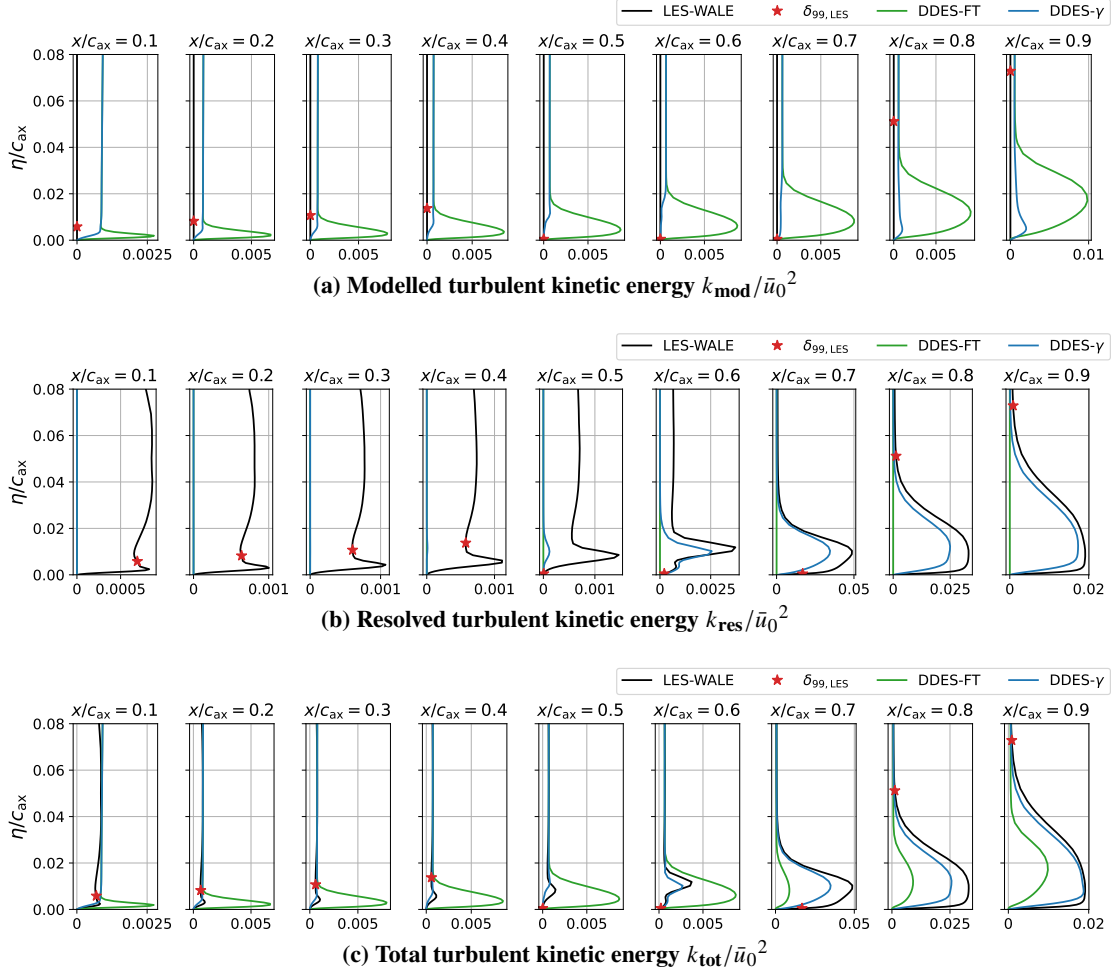 LES-WALE δ99, LES DDES-FT DDES-γ
x/cax = 0.1 x/cax = 0.2 x/cax = 0.3 x/cax = 0.4 x/cax = 0.5 x/cax = 0.6 x/cax = 0.7 x/cax = 0.8 x/cax = 0.9
0.08
0.06
0.04
0.02
0.00
η/cax
0 0.0025 0 0.005 0 0.005 0 0.005 0 0.005 0 0.005 0 0.005 0 0.005 0 0.01
(a) Modelled turbulent kinetic energy kmod/ū0²
LES-WALE δ99, LES DDES-FT DDES-γ
x/cax = 0.1 x/cax = 0.2 x/cax = 0.3 x/cax = 0.4 x/cax = 0.5 x/cax = 0.6 x/cax = 0.7 x/cax = 0.8 x/cax = 0.9
0.08
0.06
0.04
0.02
0.00
η/cax
0 0.0005 0 0.001 0 0.001 0 0.001 0 0.001 0 0.0025 0 0.05 0 0.025 0 0.02
(b) Resolved turbulent kinetic energy kres/ū0²
LES-WALE δ99, LES DDES-FT DDES-γ
x/cax = 0.1 x/cax = 0.2 x/cax = 0.3 x/cax = 0.4 x/cax = 0.5 x/cax = 0.6 x/cax = 0.7 x/cax = 0.8 x/cax = 0.9
0.08
0.06
0.04
0.02
0.00
η/cax
0 0.0025 0 0.005 0 0.005 0 0.005 0 0.005 0 0.005 0 0.05 0 0.025 0 0.02
(c) Total turbulent kinetic energy ktot/ū0²